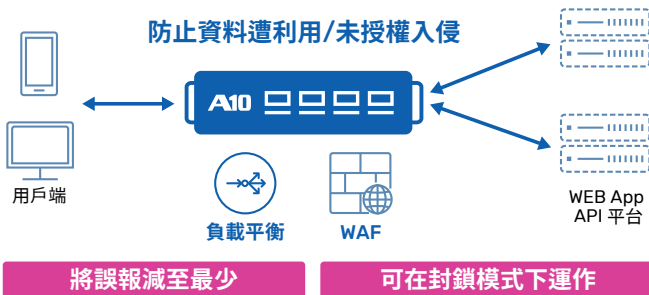 防止資料遭利用/未授權入侵
A10
用戶端
負載平衡
WAF
WEB App
API 平台
將誤報減至最少
可在封鎖模式下運作